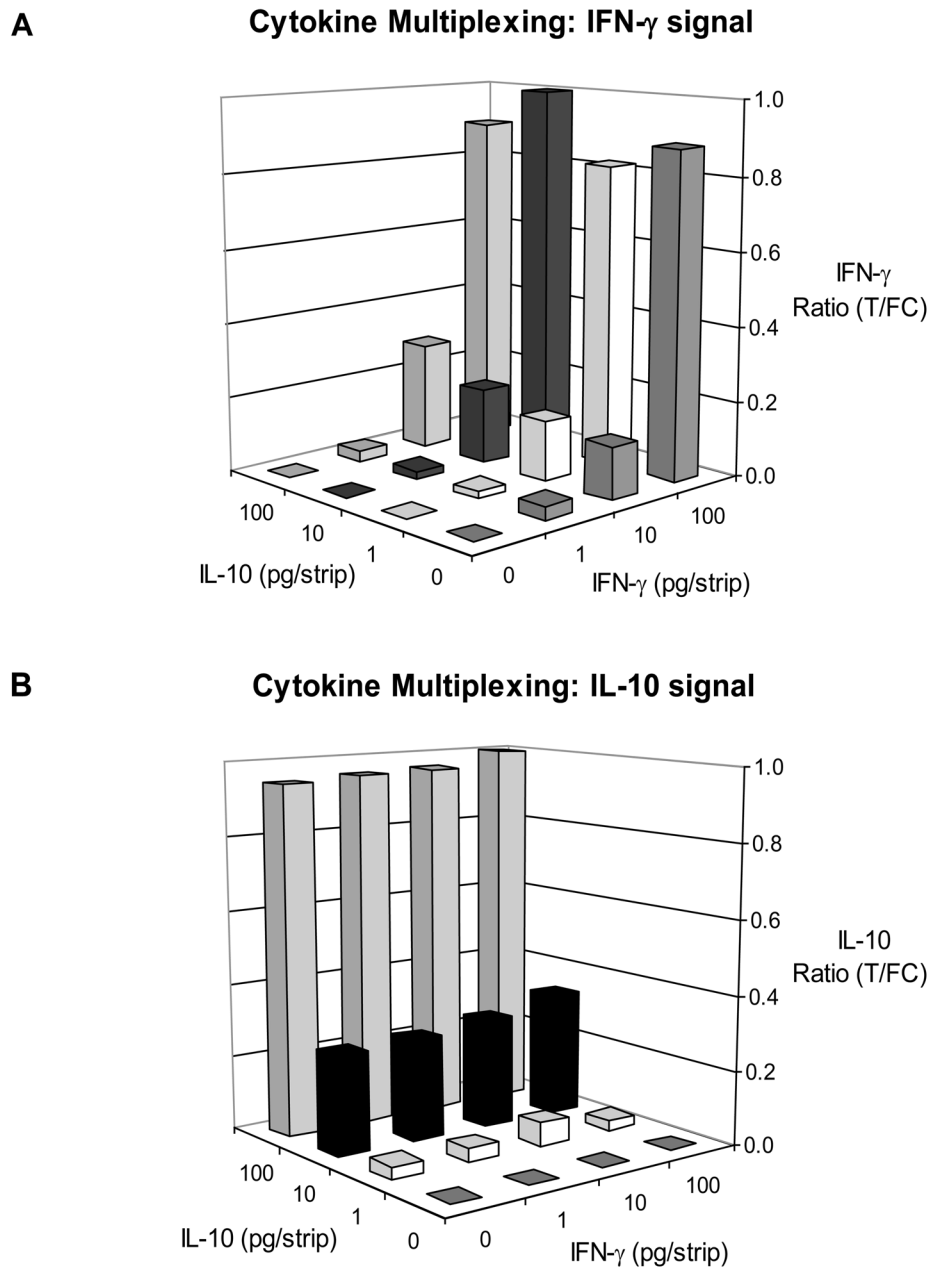 A
Cytokine Multiplexing: IFN-γ signal
1.0
0.8
0.6
0.4
0.2
0.0
IFN-γ
Ratio (T/FC)
100
10
1
0
IL-10 (pg/strip)
0
1
10
100
IFN-γ (pg/strip)
B
Cytokine Multiplexing: IL-10 signal
1.0
0.8
0.6
0.4
0.2
0.0
IL-10
Ratio (T/FC)
100
10
1
0
IL-10 (pg/strip)
0
1
10
100
IFN-γ (pg/strip)